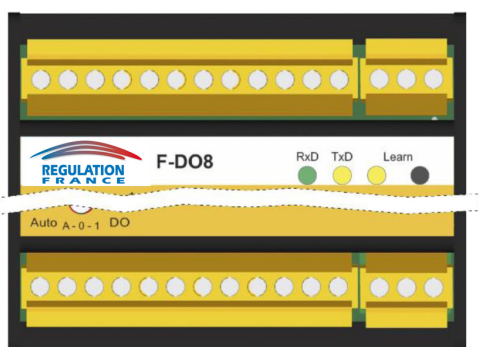 REGULATION
FRANCE
F-DO8
RxD TxD Learn
Auto A - 0 - 1 DO